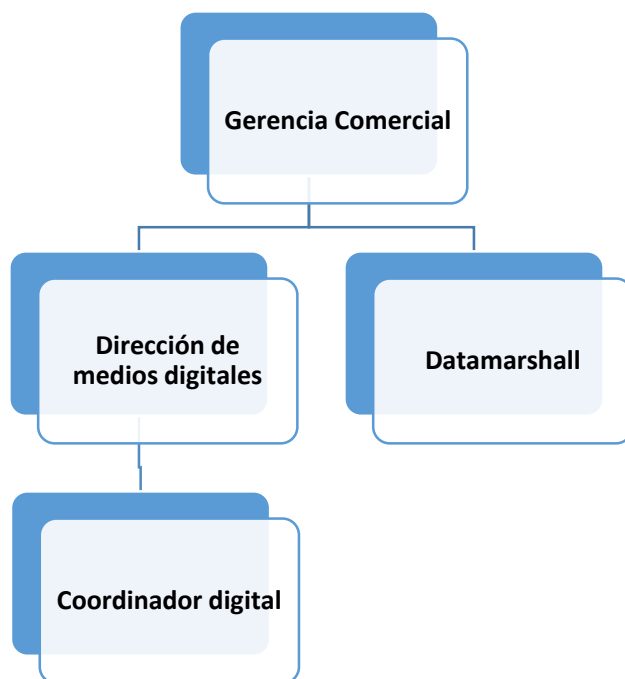 Gerencia Comercial
Dirección de
medios digitales
Datamarshall
Coordinador digital